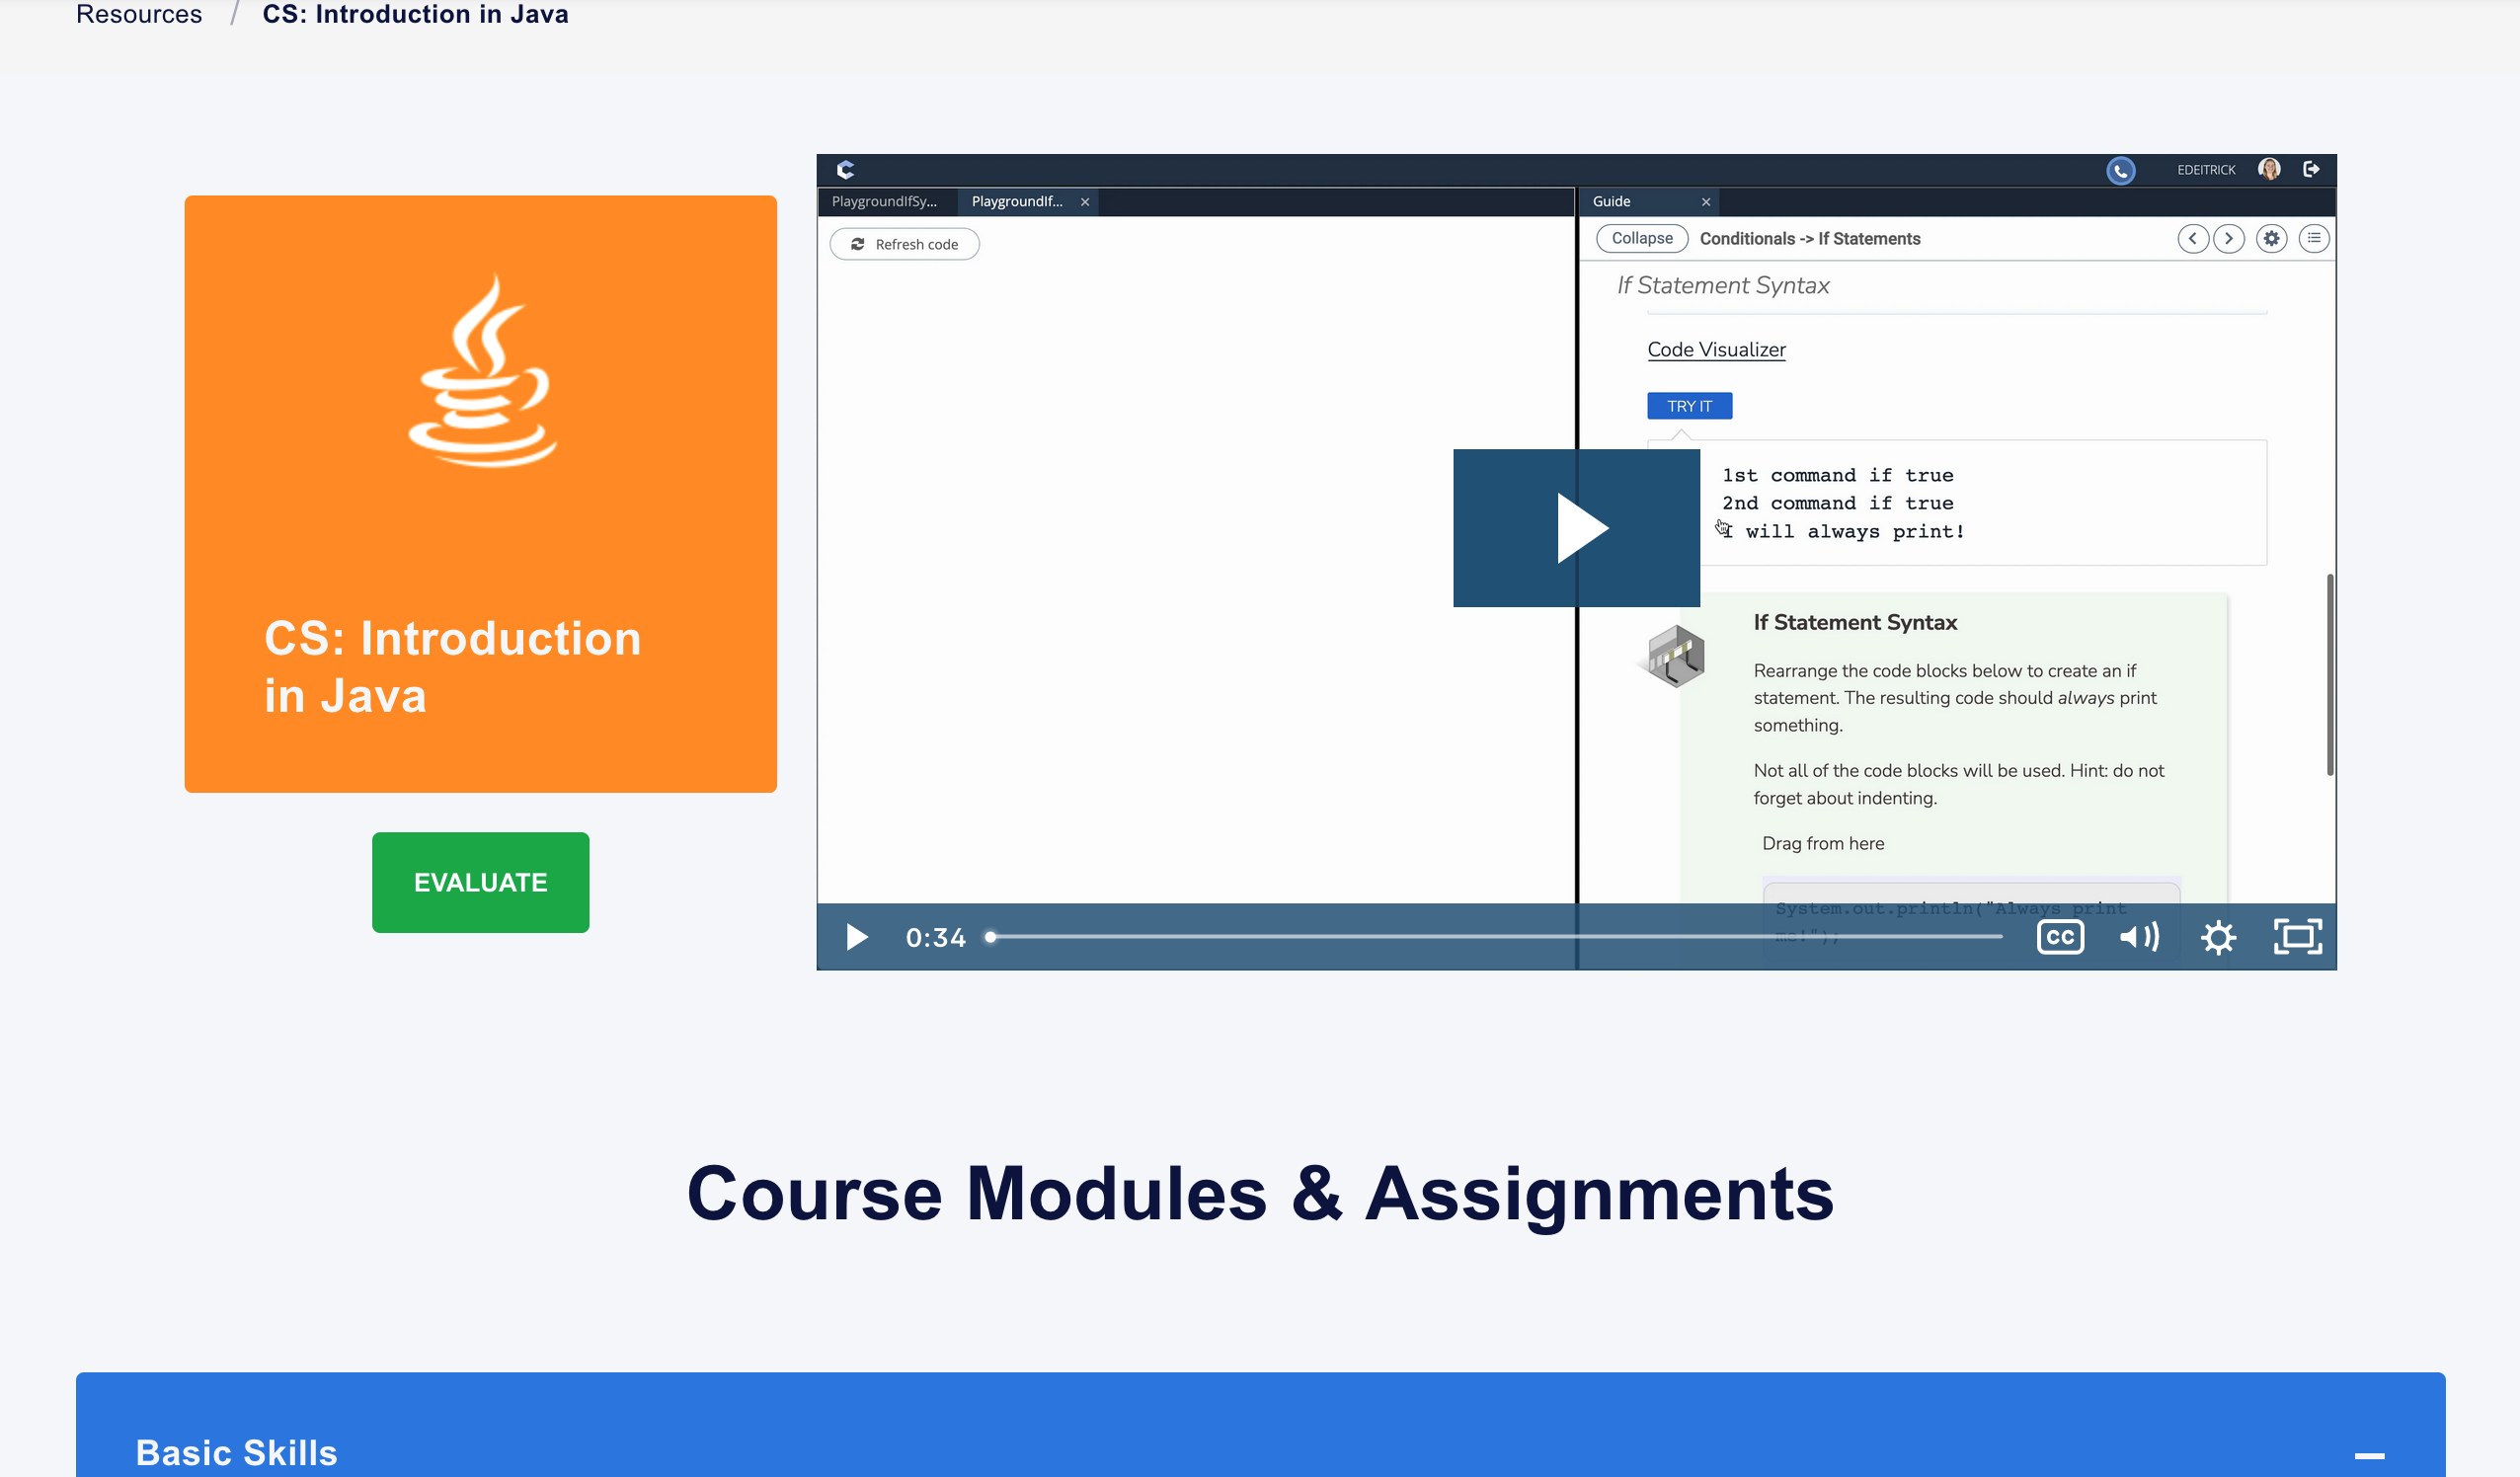 Resources / CS: Introduction in Java
EDEITRICK
PlaygroundIfSy... PlaygroundIf... ×
Guide ×
Refresh code
Collapse Conditionals -> If Statements
If Statement Syntax
Code Visualizer
TRY IT
1st command if true
2nd command if true
I will always print!
CS: Introduction
in Java
If Statement Syntax
Rearrange the code blocks below to create an if
statement. The resulting code should always print
something.
Not all of the code blocks will be used. Hint: do not
forget about indenting.
Drag from here
System.out.println("Always print
me!");
EVALUATE
0:34
CC
Course Modules & Assignments
Basic Skills